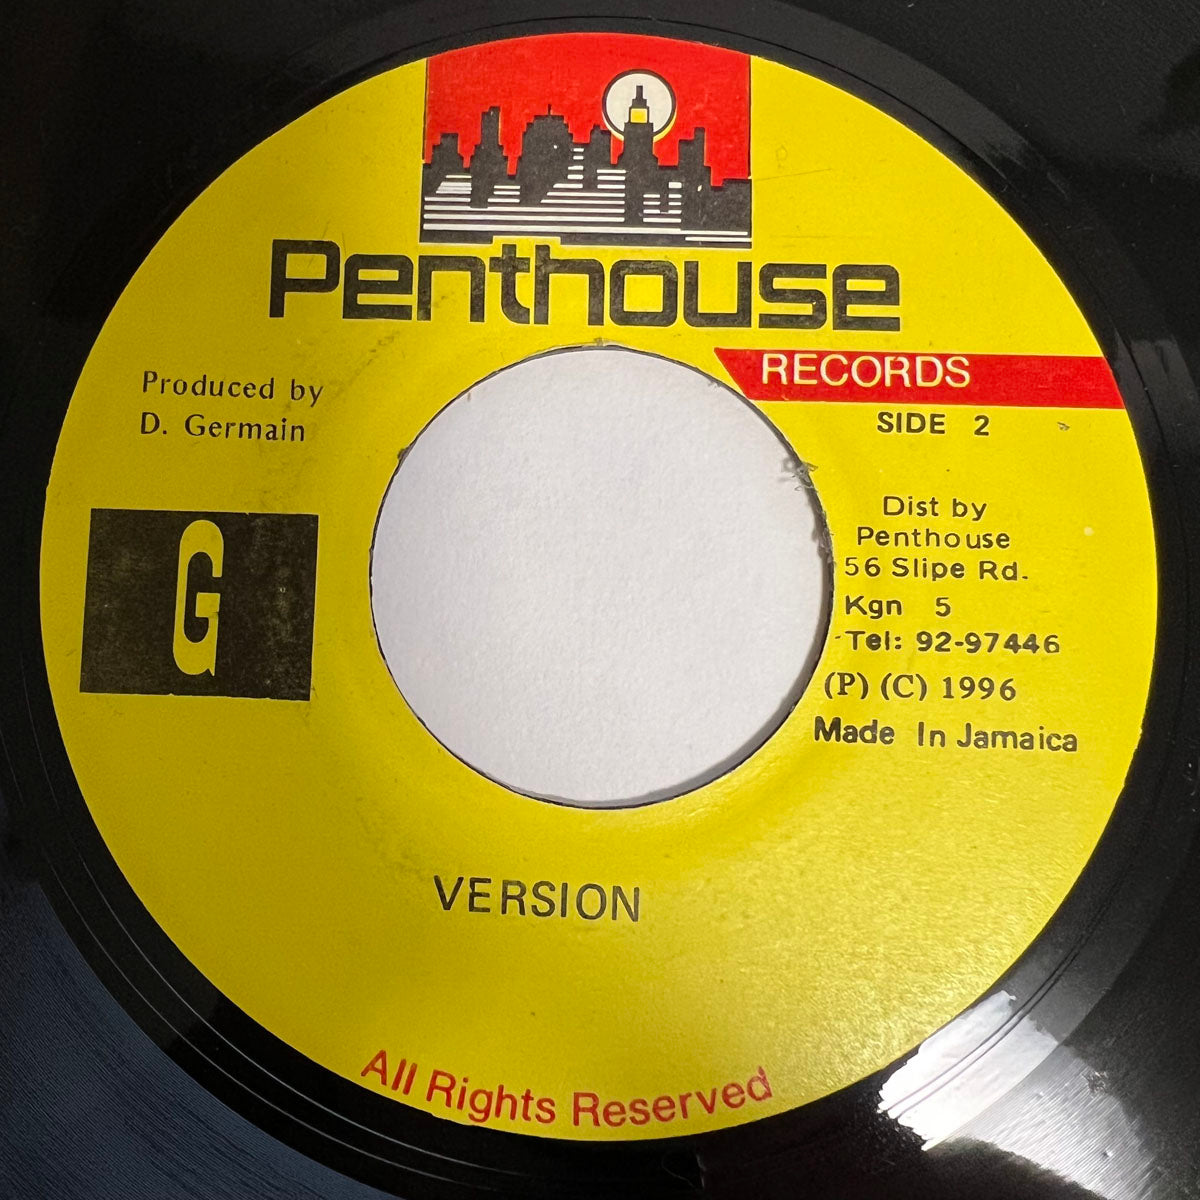 Penthouse
RECORDS
SIDE 2
Produced by
D. Germain
G
Dist by
Penthouse
56 Slipe Rd.
Kgn 5
Tel: 92-97446
(P) (C) 1996
Made In Jamaica
VERSION
All Rights Reserved